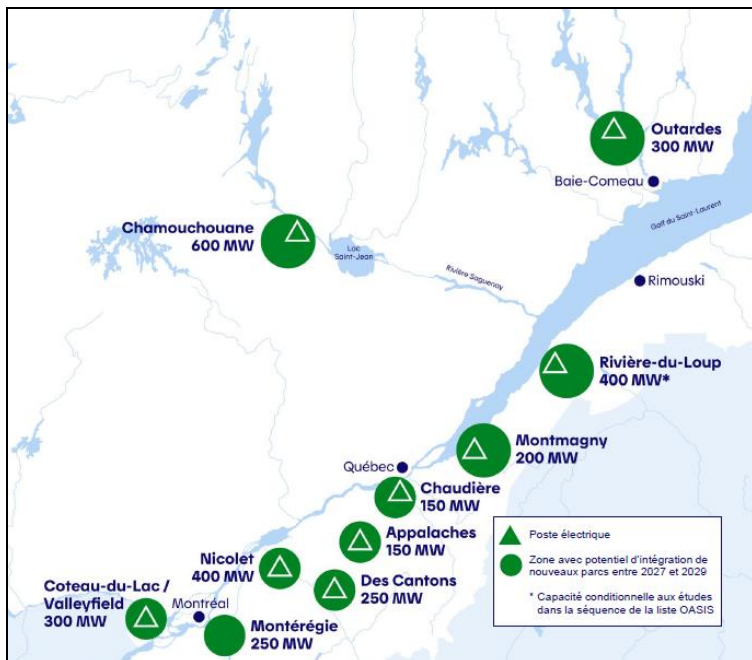 Outardes
300 MW
Baie-Comeau
Golf du Saint-Laurent
Chamouchouane
600 MW
Lac
Saint-Jean
Rivière Saguenay
Rimouski
Rivière-du-Loup
400 MW*
Montmagny
200 MW
Québec
Chaudière
150 MW
Appalaches
150 MW
Nicolet
400 MW
Des Cantons
250 MW
Coteau-du-Lac /
Valleyfield
300 MW
Montréal
Montérégie
250 MW
Poste électrique
Zone avec potentiel d'intégration de
nouveaux parcs entre 2027 et 2029
* Capacité conditionnelle aux études
dans la séquence de la liste OASIS